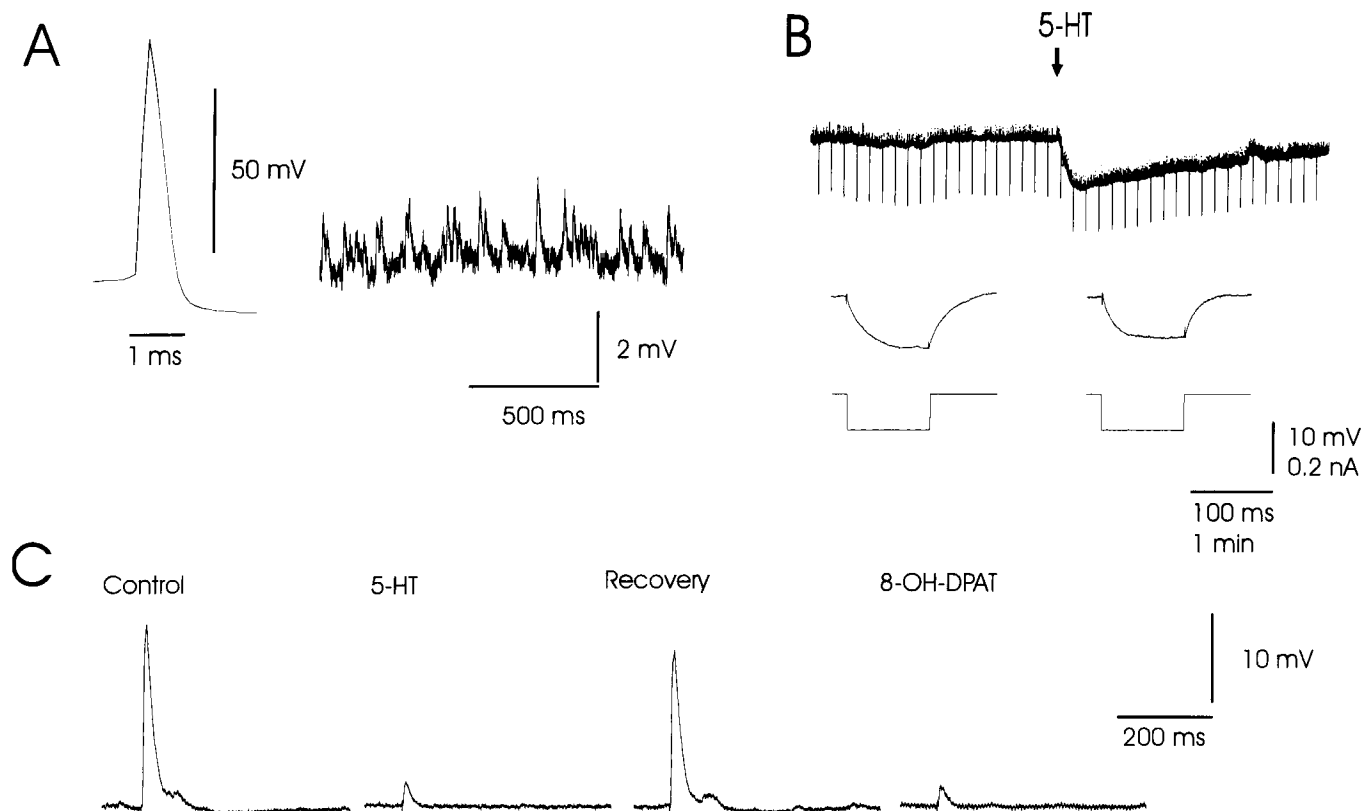 A
50 mV
1 ms
2 mV
500 ms
B
5-HT
10 mV
0.2 nA
100 ms
1 min
C
Control
5-HT
Recovery
8-OH-DPAT
10 mV
200 ms